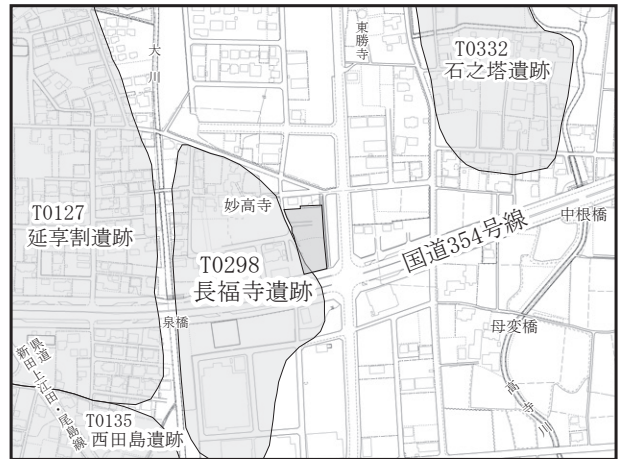 大川
東勝寺
T0332
石之塔遺跡
妙高寺
T0127
延享割遺跡
中根橋
国道354号線
T0298
長福寺遺跡
泉橋
母変橋
県道
新田上江田・尾島線
高寺川
T0135
西田島遺跡